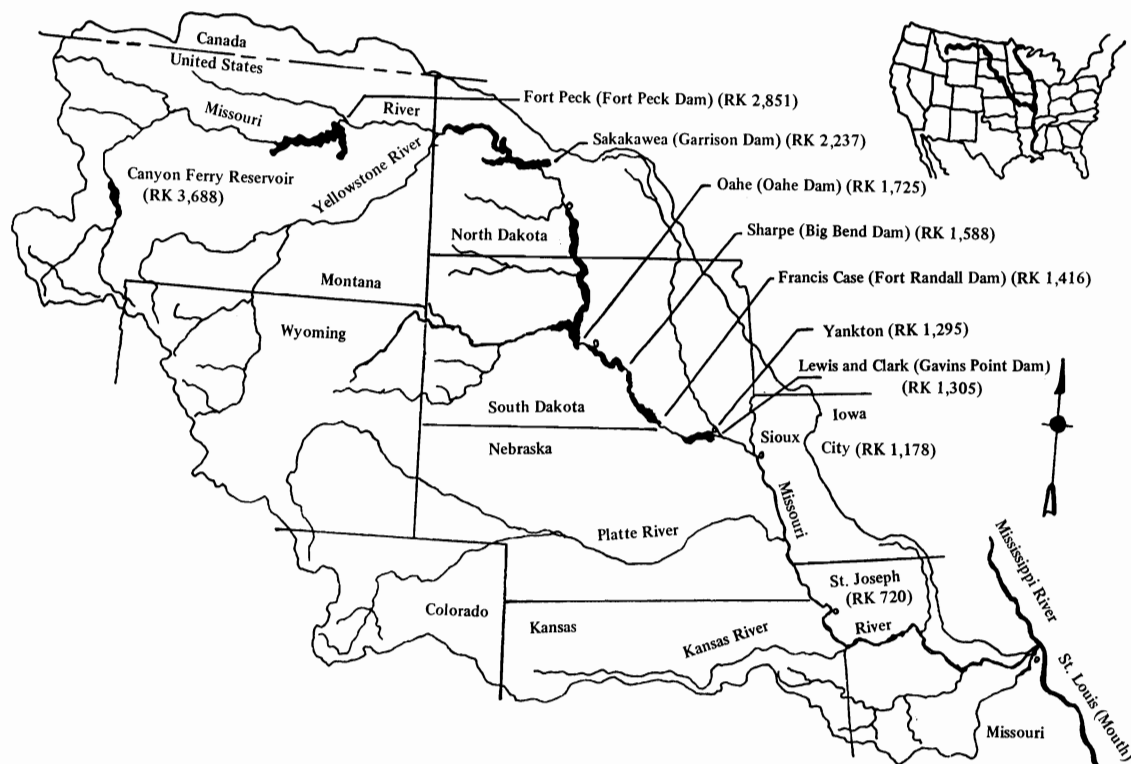 Canada
United States
Missouri
River
Fort Peck (Fort Peck Dam) (RK 2,851)
Sakakawea (Garrison Dam) (RK 2,237)
Canyon Ferry Reservoir
(RK 3,688)
Yellowstone River
Oahe (Oahe Dam) (RK 1,725)
North Dakota
Sharpe (Big Bend Dam) (RK 1,588)
Montana
Francis Case (Fort Randall Dam) (RK 1,416)
Wyoming
Yankton (RK 1,295)
Lewis and Clark (Gavins Point Dam)
(RK 1,305)
South Dakota
Iowa
Nebraska
Sioux
City (RK 1,178)
Missouri
Platte River
Mississippi River
St. Joseph
(RK 720)
Colorado
Kansas
Kansas River
River
St. Louis (Mouth)
Missouri